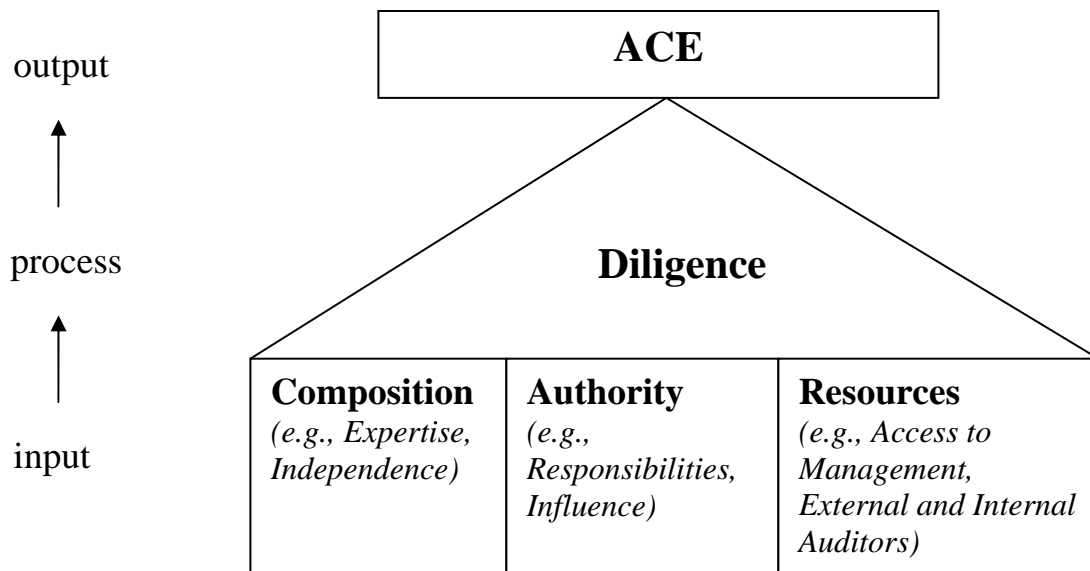 output
ACE
process
Diligence
input
Composition
(e.g., Expertise,
Independence)
Authority
(e.g.,
Responsibilities,
Influence)
Resources
(e.g., Access to
Management,
External and Internal
Auditors)